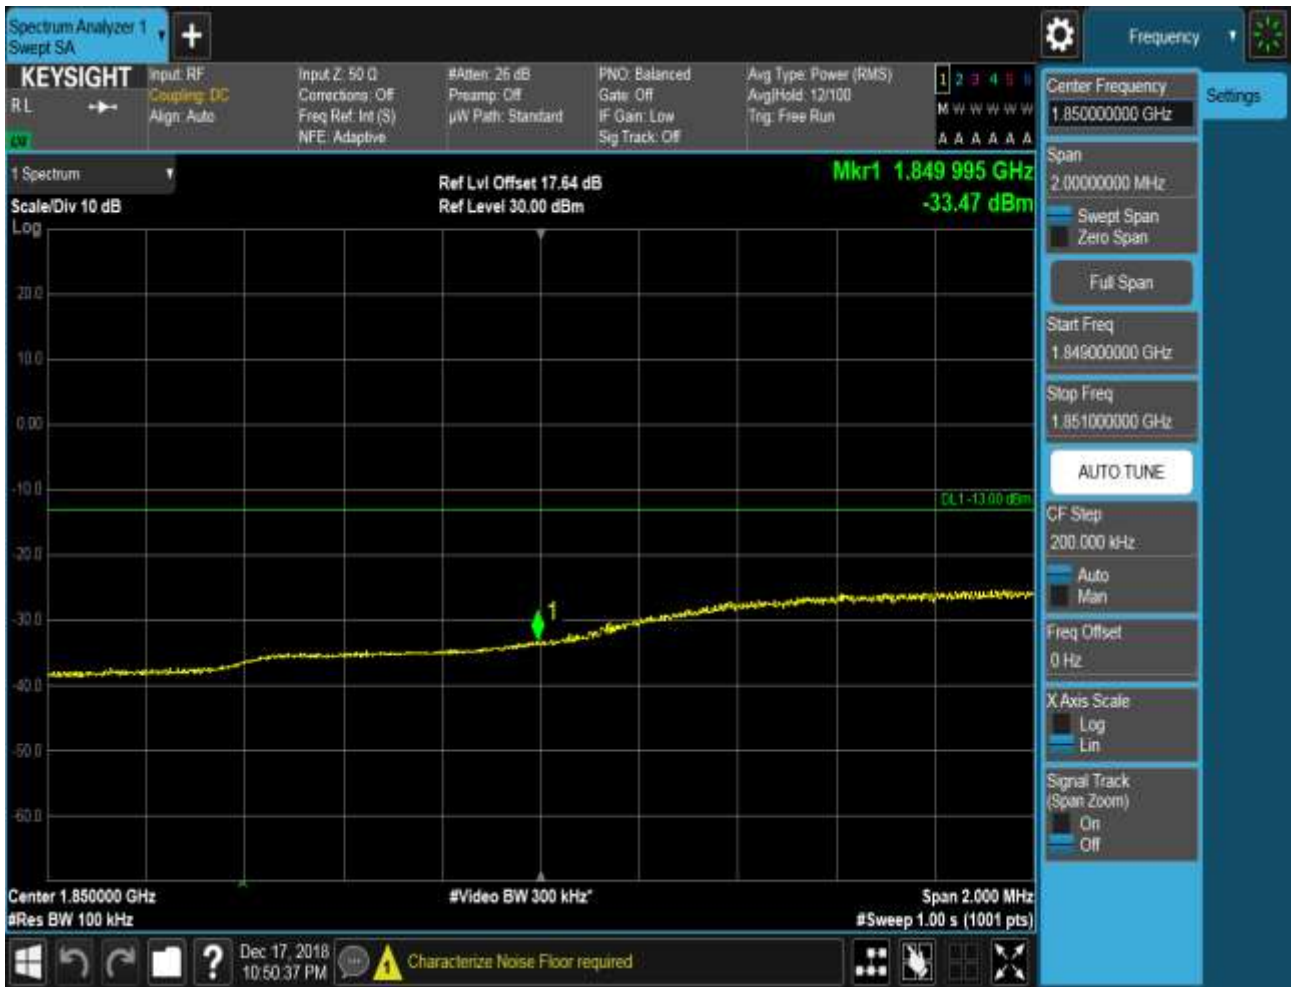 Spectrum Analyzer 1
Swept SA
Frequency
KEYSIGHT
Input: RF
Coupling: DC
Align: Auto
Input Z: 50 Ω
Corrections: Off
Freq Ref: Int (S)
NFE: Adaptive
#Atten: 26 dB
Preamp: Off
µW Path: Standard
PNO: Balanced
Gate: Off
IF Gain: Low
Sig Track: Off
Avg Type: Power (RMS)
Avg|Hold: 12/100
Trig: Free Run
1 2 3 4 5 6
M W W W W W
A A A A A A
RL
1 Spectrum
Scale/Div 10 dB
Log
Ref Lvl Offset 17.64 dB
Ref Level 30.00 dBm
Mkr1 1.849 995 GHz
-33.47 dBm
20.0
10.0
0.00
-10.0
-20.0
-30.0
-40.0
-50.0
-60.0
DL1 -13.00 dBm
1
Center 1.850000 GHz
#Res BW 100 kHz
#Video BW 300 kHz*
Span 2.000 MHz
#Sweep 1.00 s (1001 pts)
Center Frequency
1.850000000 GHz
Settings
Span
2.00000000 MHz
Swept Span
Zero Span
Full Span
Start Freq
1.849000000 GHz
Stop Freq
1.851000000 GHz
AUTO TUNE
CF Step
200.000 kHz
Auto
Man
Freq Offset
0 Hz
X Axis Scale
Log
Lin
Signal Track
(Span Zoom)
On
Off
?
Dec 17, 2018
10:50:37 PM
1
Characterize Noise Floor required